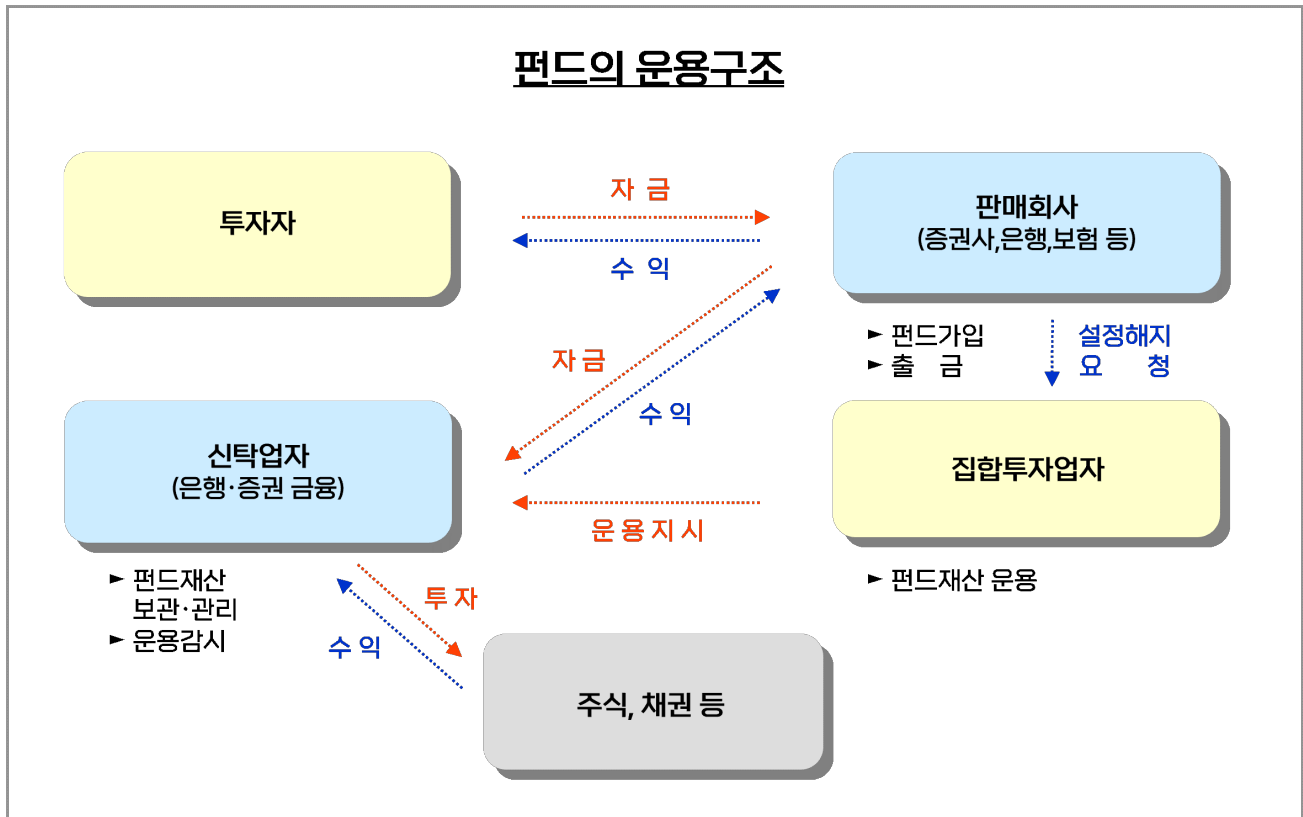 펀드의 운용구조
투자자
자 금
수 익
판매회사
(증권사,은행,보험 등)
► 펀드가입
► 출 금
설정해지
요 청
자 금
수 익
신탁업자
(은행·증권 금융)
집합투자업자
운 용 지 시
► 펀드재산
보관·관리
► 운용감시
► 펀드재산 운용
투 자
수 익
주식, 채권 등